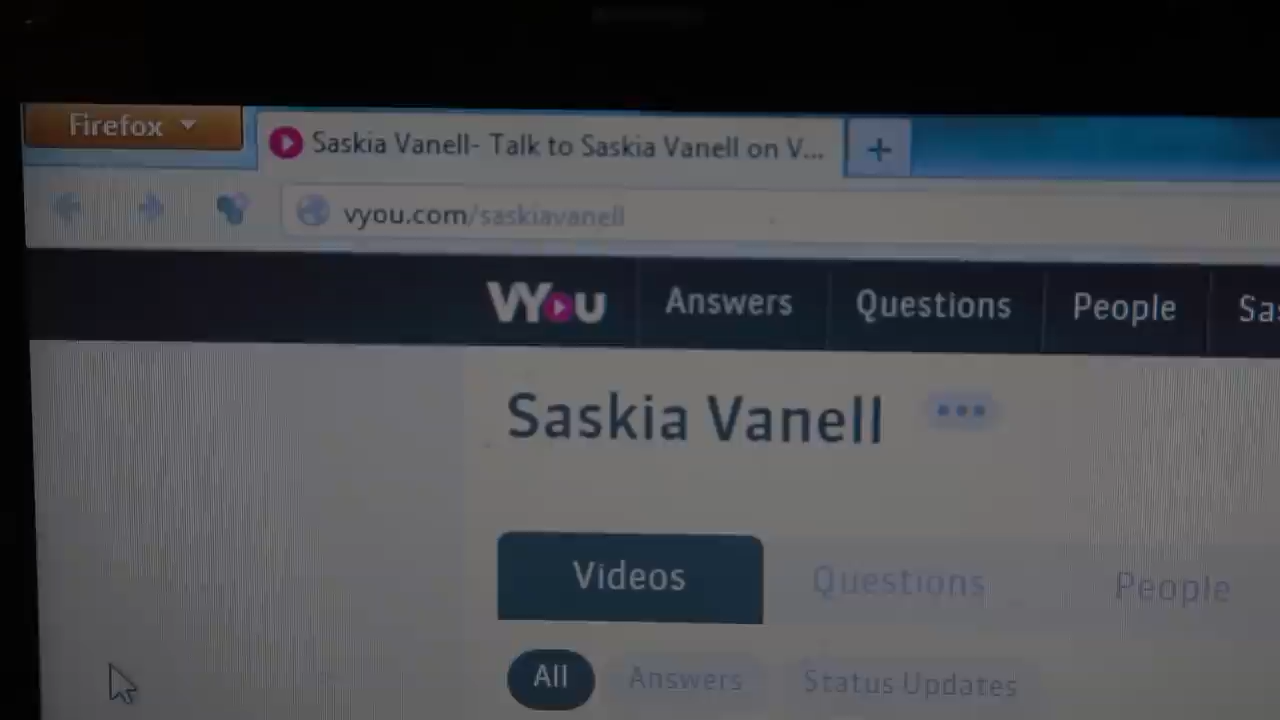 Firefox
Saskia Vanell- Talk to Saskia Vanell on V...
vyou.com/saskiavanell
VYOU Answers Questions People Sas
Saskia Vanell
Videos Questions People
All Answers Status Updates